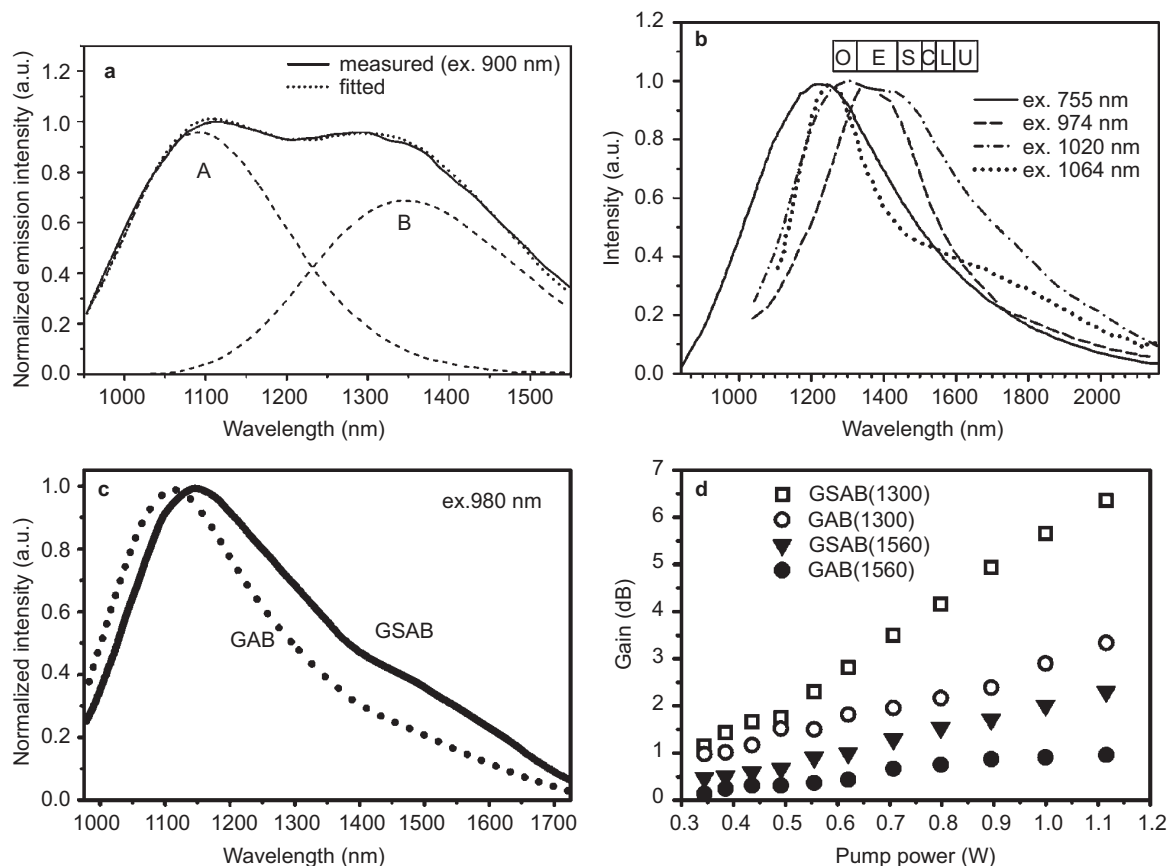 a
measured (ex. 900 nm)
fitted
A
B
Normalized emission intensity (a.u.)
0.0
0.2
0.4
0.6
0.8
1.0
1.2
1000 1100 1200 1300 1400 1500
Wavelength (nm)
b
O E S C L U
ex. 755 nm
ex. 974 nm
ex. 1020 nm
ex. 1064 nm
Intensity (a.u.)
0.0
0.2
0.4
0.6
0.8
1.0
1.2
1000 1200 1400 1600 1800 2000
Wavelength (nm)
c
ex.980 nm
GAB
GSAB
Normalized intensity (a.u.)
0.0
0.2
0.4
0.6
0.8
1.0
1000 1100 1200 1300 1400 1500 1600 1700
Wavelength (nm)
d
GSAB(1300)
GAB(1300)
GSAB(1560)
GAB(1560)
Gain (dB)
0
1
2
3
4
5
6
7
0.3 0.4 0.5 0.6 0.7 0.8 0.9 1.0 1.1 1.2
Pump power (W)